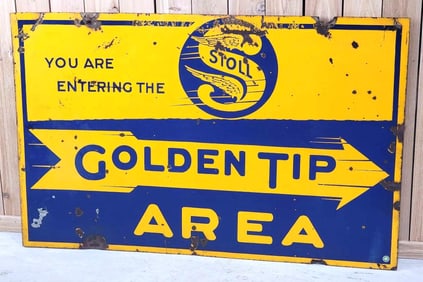 YOU ARE
ENTERING THE
STOLL
GOLDEN TIP
AREA